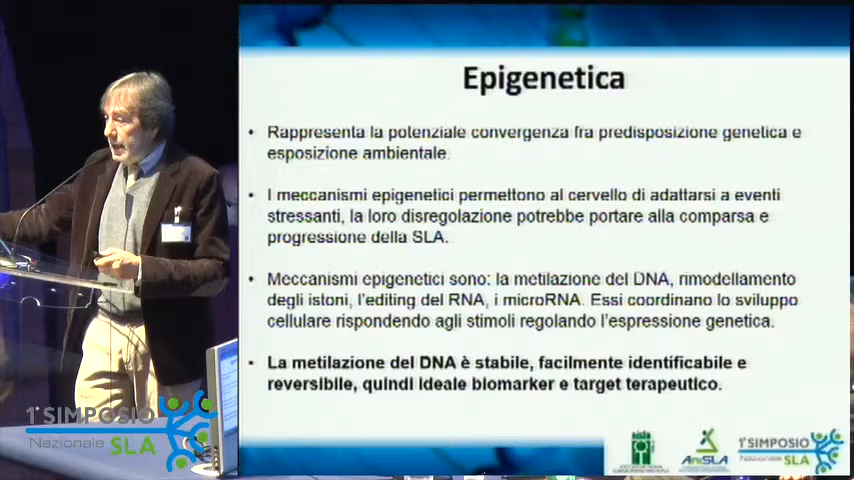 Epigenetica
• Rappresenta la potenziale convergenza fra predisposizione genetica e
esposizione ambientale.
• I meccanismi epigenetici permettono al cervello di adattarsi a eventi
stressanti, la loro disregolazione potrebbe portare alla comparsa e
progressione della SLA.
• Meccanismi epigenetici sono: la metilazione del DNA, rimodellamento
degli istoni, l'editing del RNA, i microRNA. Essi coordinano lo sviluppo
cellulare rispondendo agli stimoli regolando l'espressione genetica.
• La metilazione del DNA è stabile, facilmente identificabile e
reversibile, quindi ideale biomarker e target terapeutico.
1° SIMPOSIO
Nazionale SLA
aisla
AriSLA
1° SIMPOSIO
Nazionale SLA